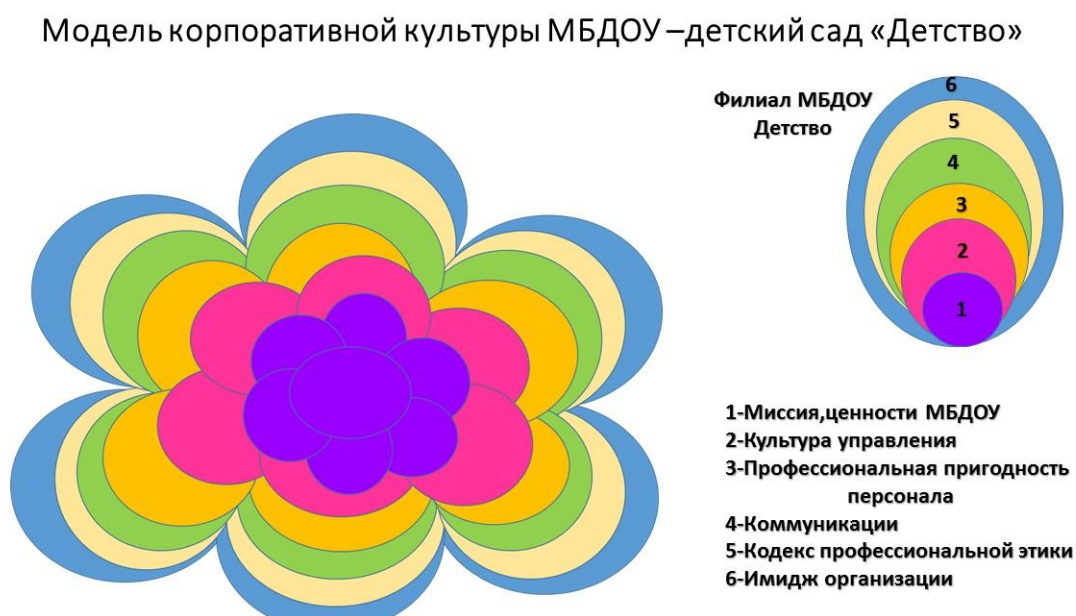 Модель корпоративной культуры МБДОУ –детский сад «Детство»
Филиал МБДОУ
Детство
6
5
4
3
2
1
1-Миссия,ценности МБДОУ
2-Культура управления
3-Профессиональная пригодность
персонала
4-Коммуникации
5-Кодекс профессиональной этики
6-Имидж организации